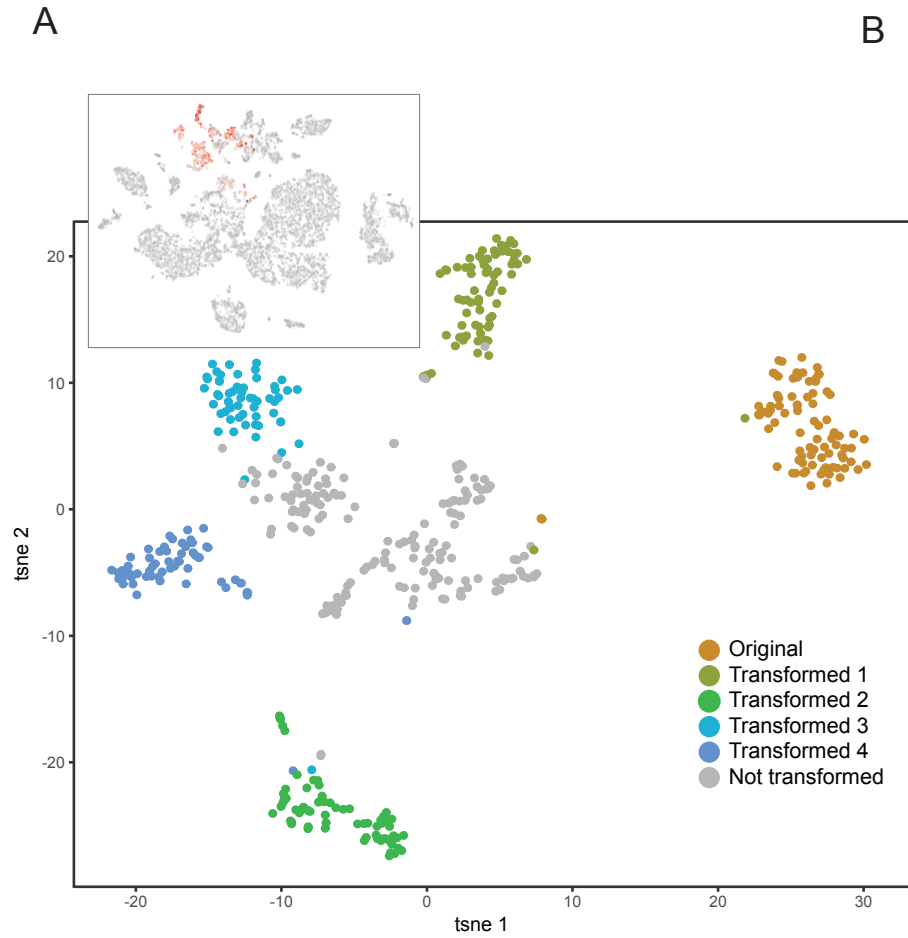 A
B
20
10
0
-10
-20
tsne 2
Original
Transformed 1
Transformed 2
Transformed 3
Transformed 4
Not transformed
-20 -10 0 10 20 30
tsne 1